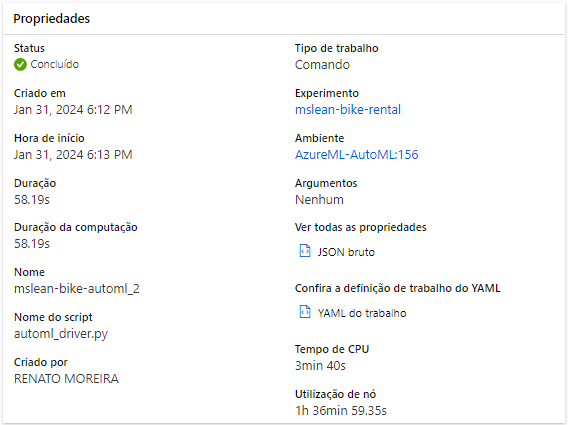 Propriedades
Status
Concluído
Criado em
Jan 31, 2024 6:12 PM
Hora de início
Jan 31, 2024 6:13 PM
Duração
58.19s
Duração da computação
58.19s
Nome
mslean-bike-automl_2
Nome do script
automl_driver.py
Criado por
RENATO MOREIRA
Tipo de trabalho
Comando
Experimento
mslean-bike-rental
Ambiente
AzureML-AutoML:156
Argumentos
Nenhum
Ver todas as propriedades
JSON bruto
Confira a definição de trabalho do YAML
YAML do trabalho
Tempo de CPU
3min 40s
Utilização de nó
1h 36min 59.35s